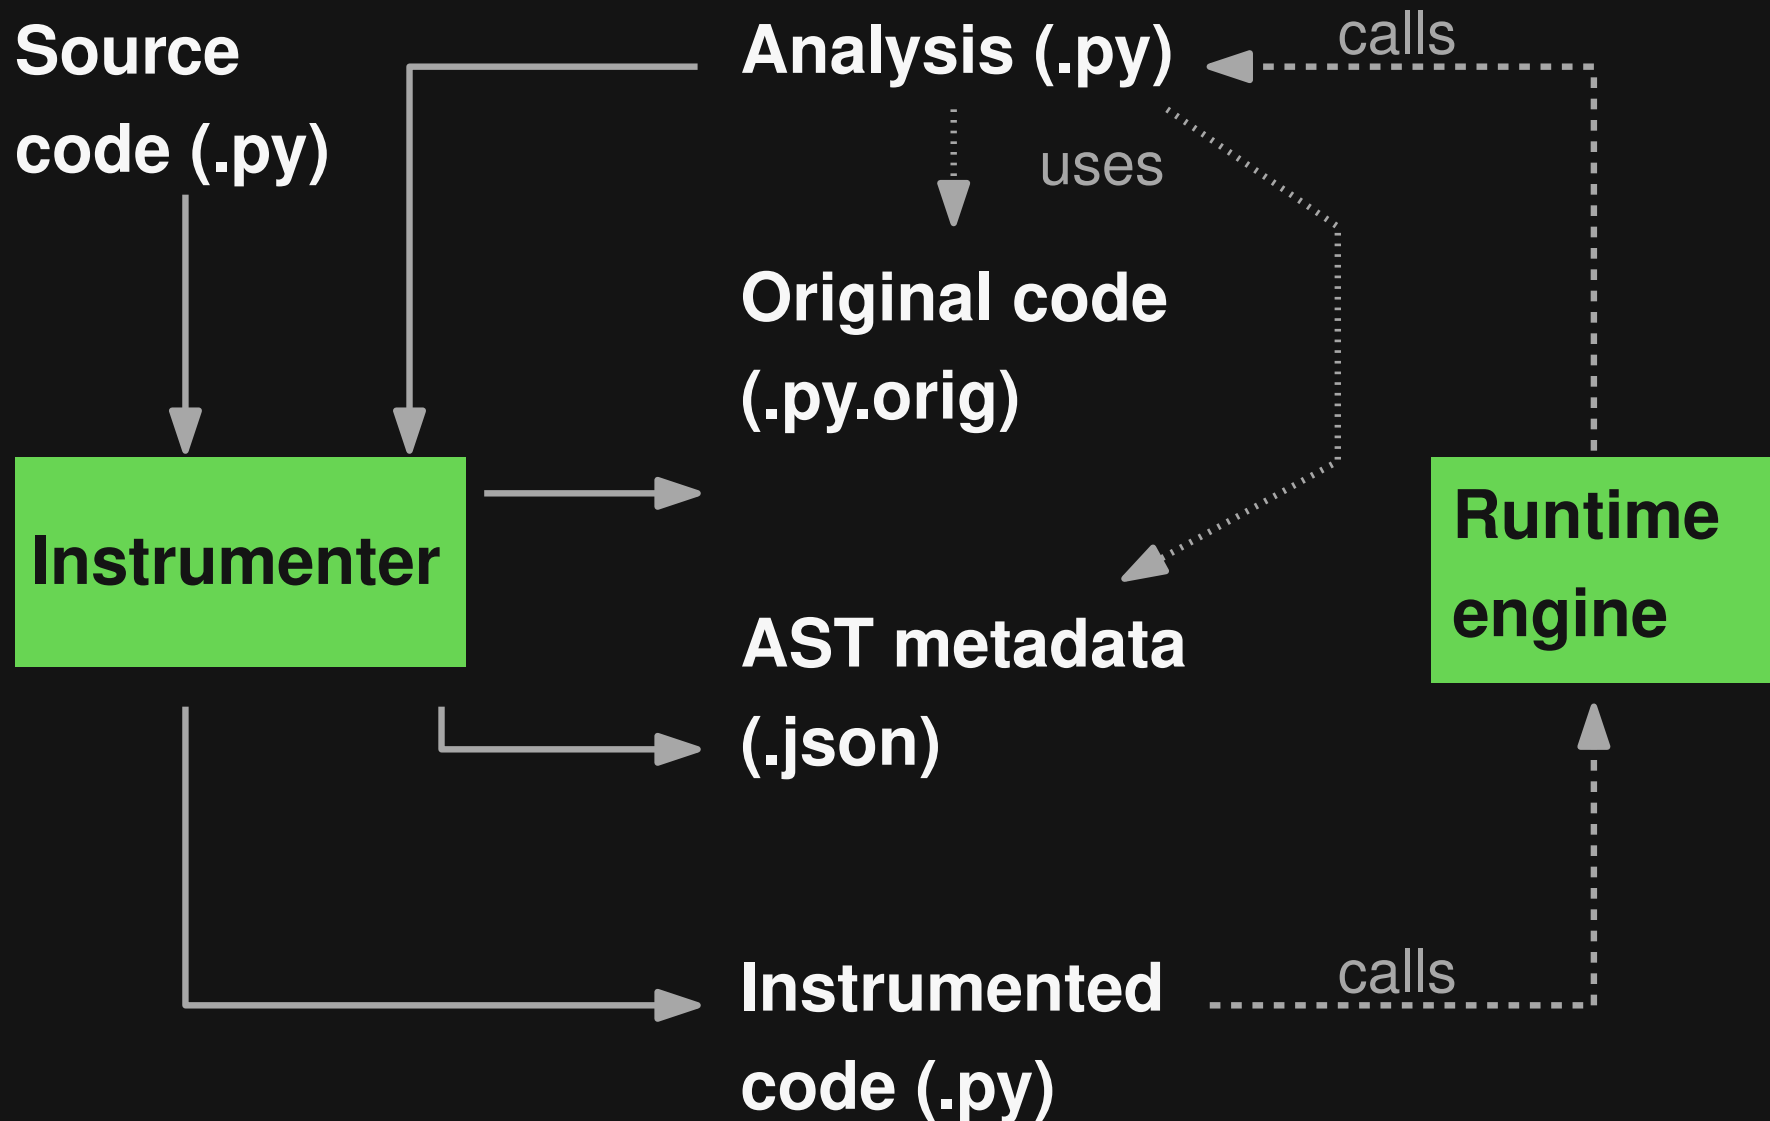 Source
code (.py)
Analysis (.py)
calls
uses
Original code
(.py.orig)
Instrumenter
Runtime
engine
AST metadata
(.json)
Instrumented
code (.py)
calls